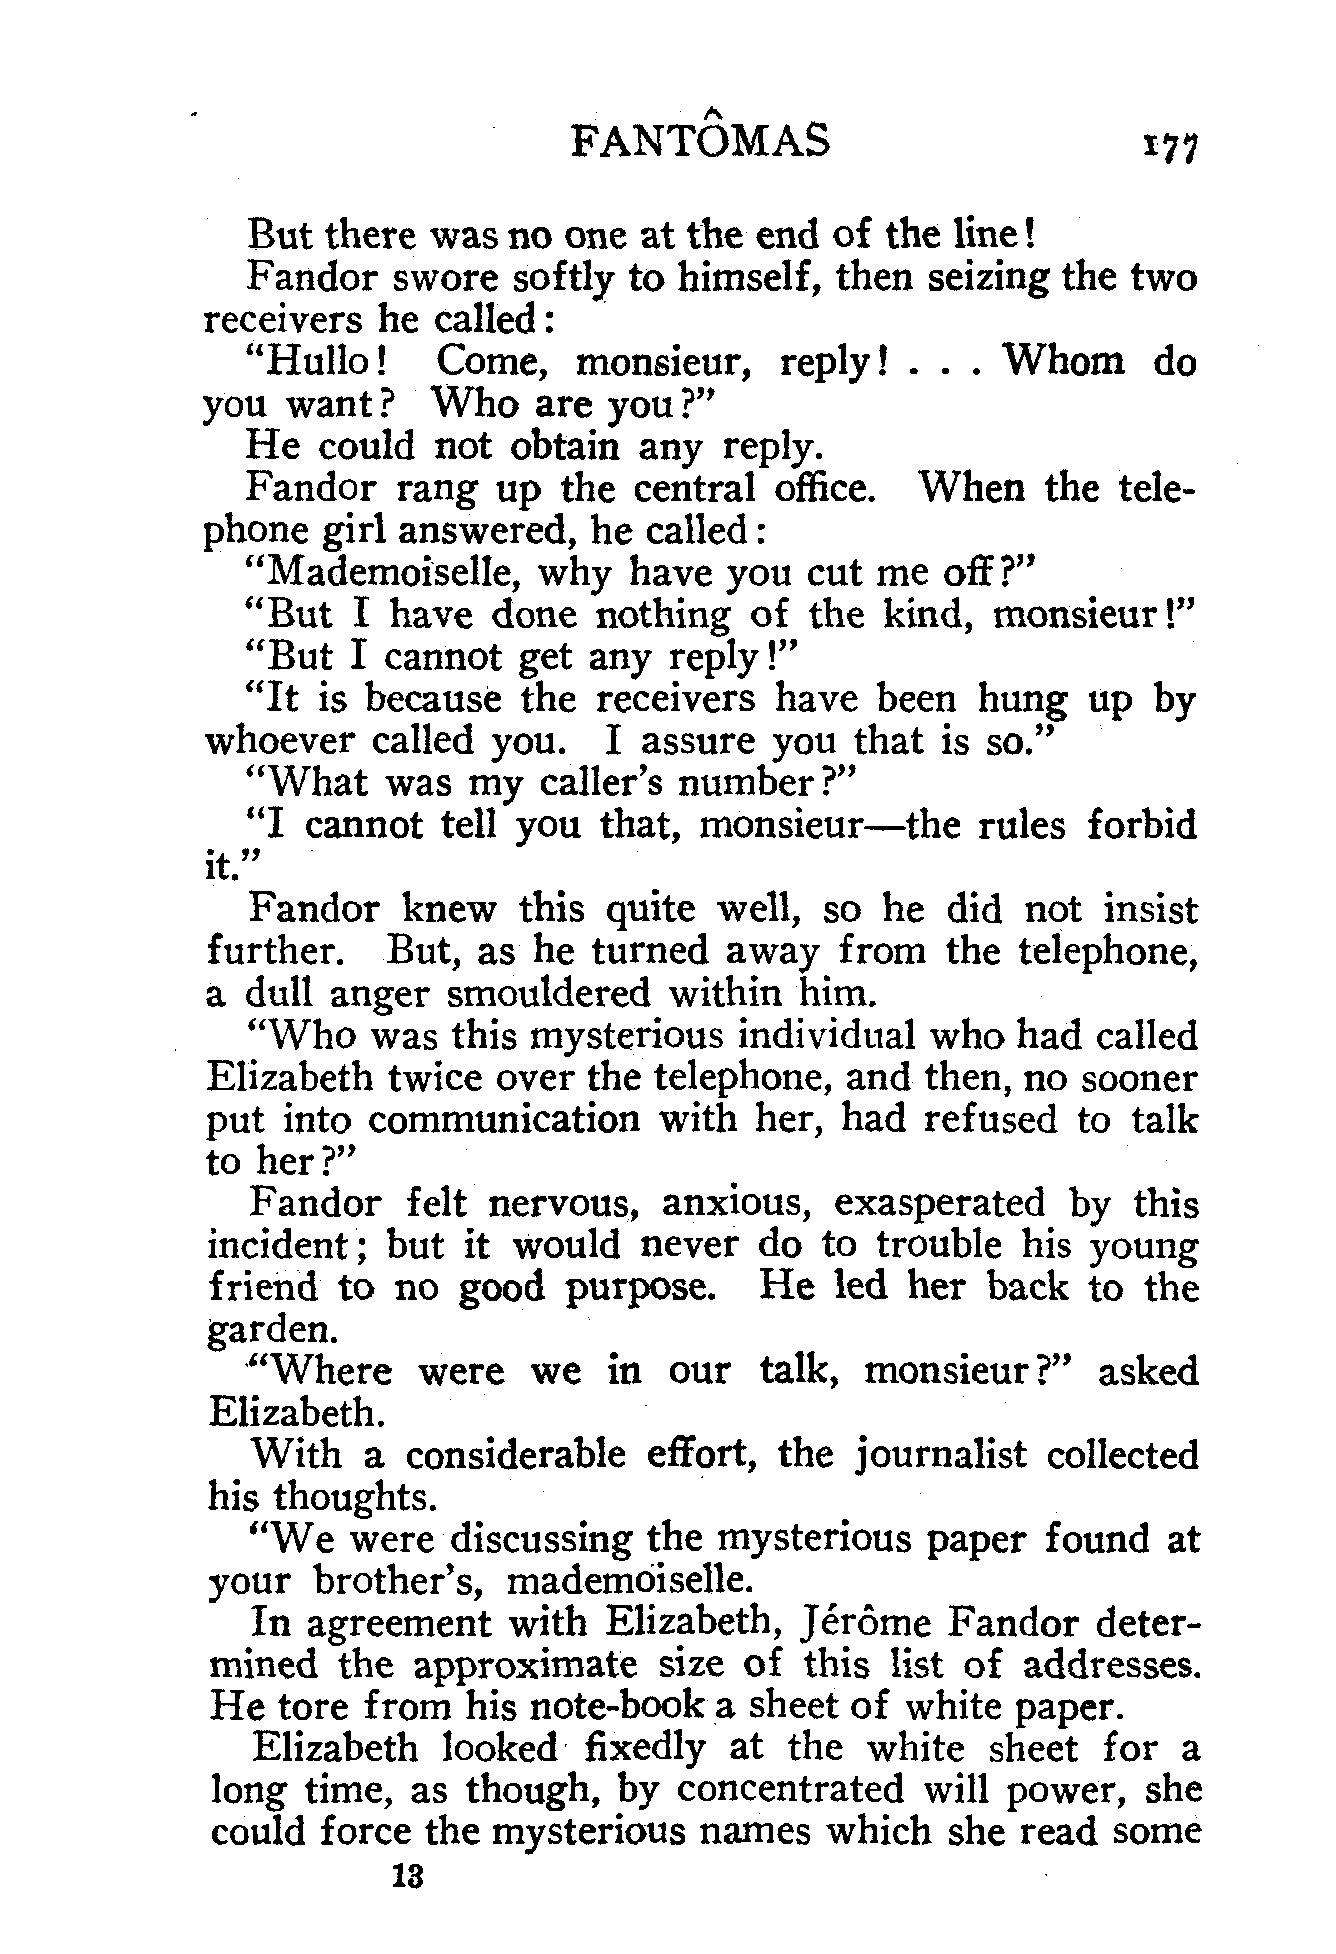 FANTÔMAS 177
But there was no one at the end of the line!
Fandor swore softly to himself, then seizing the two
receivers he called:
“Hullo! Come, monsieur, reply! . . . Whom do
you want? Who are you?”
He could not obtain any reply.
Fandor rang up the central office. When the tele-
phone girl answered, he called:
“Mademoiselle, why have you cut me off?”
“But I have done nothing of the kind, monsieur!”
“But I cannot get any reply!”
“It is because the receivers have been hung up by
whoever called you. I assure you that is so.”
“What was my caller’s number?”
“I cannot tell you that, monsieur—the rules forbid
it.”
Fandor knew this quite well, so he did not insist
further. But, as he turned away from the telephone,
a dull anger smouldered within him.
“Who was this mysterious individual who had called
Elizabeth twice over the telephone, and then, no sooner
put into communication with her, had refused to talk
to her?”
Fandor felt nervous, anxious, exasperated by this
incident; but it would never do to trouble his young
friend to no good purpose. He led her back to the
garden.
“Where were we in our talk, monsieur?” asked
Elizabeth.
With a considerable effort, the journalist collected
his thoughts.
“We were discussing the mysterious paper found at
your brother’s, mademoiselle.
In agreement with Elizabeth, Jérôme Fandor deter-
mined the approximate size of this list of addresses.
He tore from his note-book a sheet of white paper.
Elizabeth looked fixedly at the white sheet for a
long time, as though, by concentrated will power, she
could force the mysterious names which she read some
13